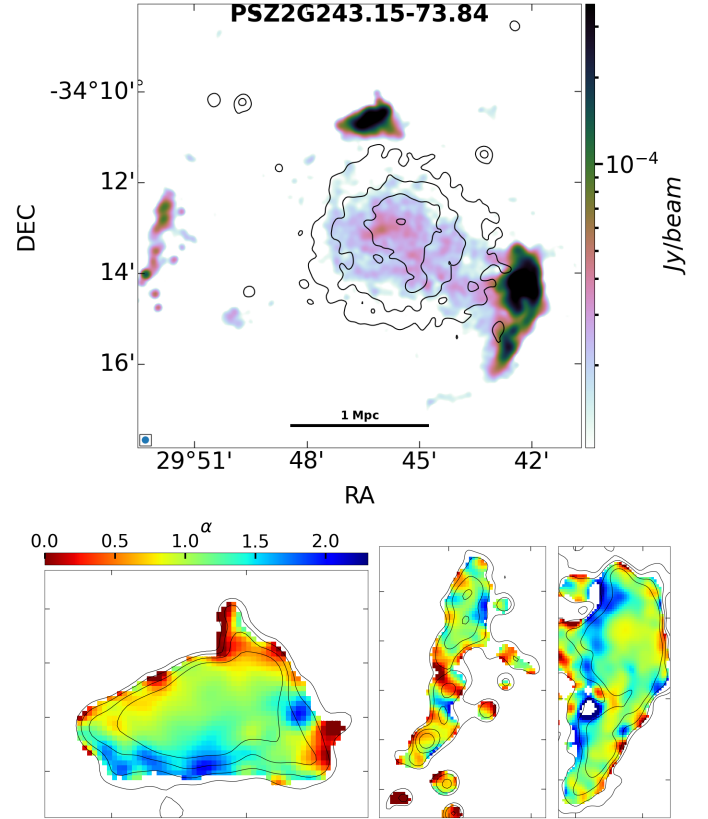 PSZ2G243.15-73.84
-34°10'
12'
14'
16'
DEC
10⁻⁴
Jy/beam
1 Mpc
29°51' 48' 45' 42'
RA
α
0.0 0.5 1.0 1.5 2.0